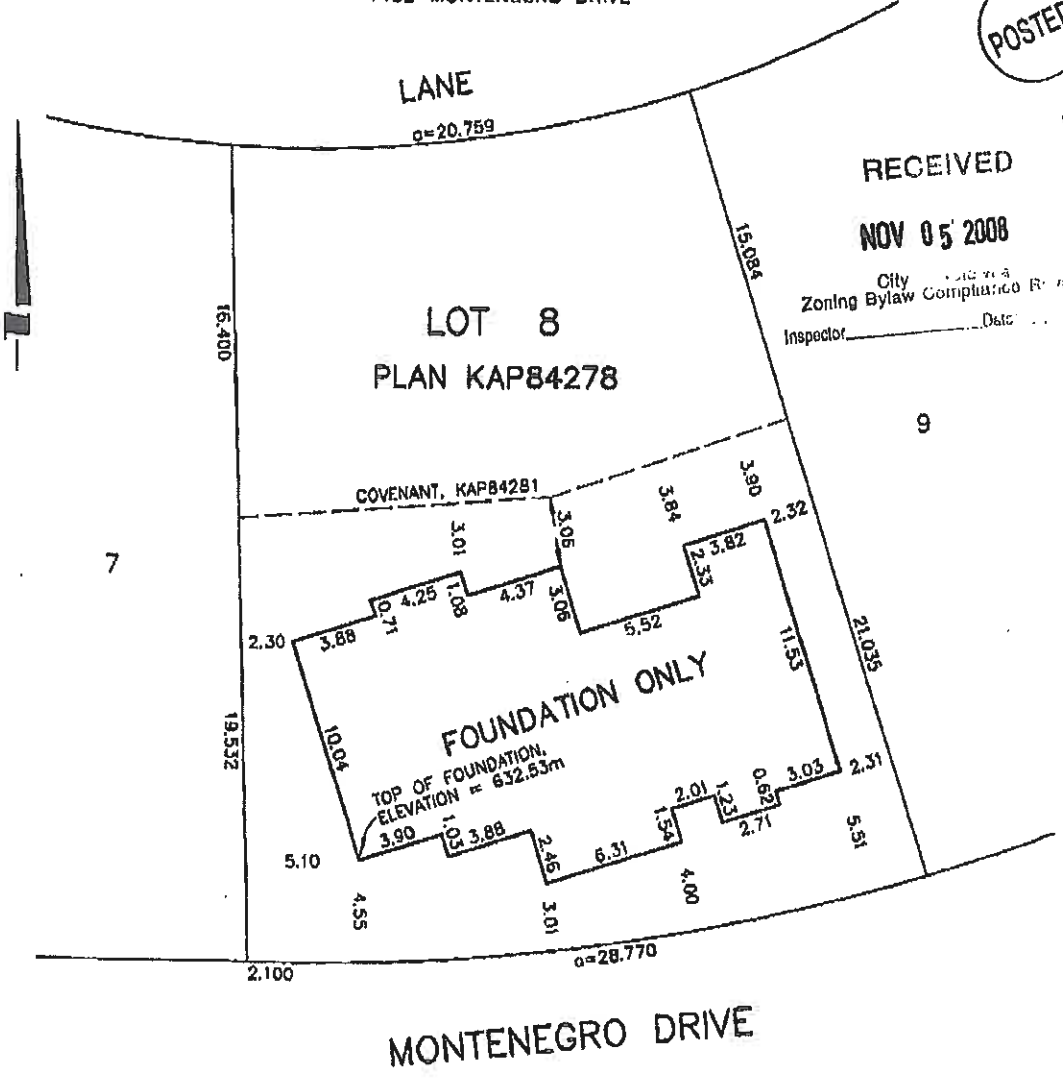 MONTENEGRO DRIVE
POSTED
LANE
a=20.759
RECEIVED
NOV 05 2008
City
Zoning Bylaw Compliance
Inspector Date
15.084
16.400
LOT 8
PLAN KAP84278
9
COVENANT, KAP84281
7
3.01
3.06
3.84
3.90
2.32
3.82
2.33
4.25
1.08
4.37
3.06
0.71
2.30
3.88
5.52
11.53
21.035
19.532
10.04
FOUNDATION ONLY
TOP OF FOUNDATION,
ELEVATION = 632.53m
3.90
1.03
3.88
2.46
6.31
1.54
2.01
1.23
2.71
0.62
3.03
2.31
5.51
5.10
4.55
3.01
4.00
2.100
a=28.770
MONTENEGRO DRIVE